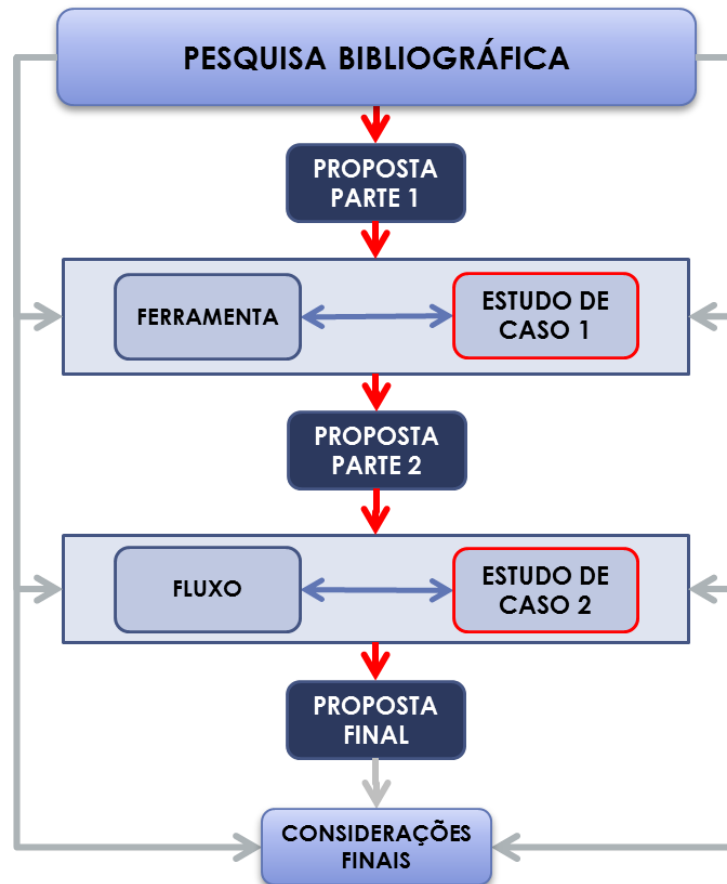 PESQUISA BIBLIOGRÁFICA
PROPOSTA
PARTE 1
FERRAMENTA
ESTUDO DE
CASO 1
PROPOSTA
PARTE 2
FLUXO
ESTUDO DE
CASO 2
PROPOSTA
FINAL
CONSIDERAÇÕES
FINAIS